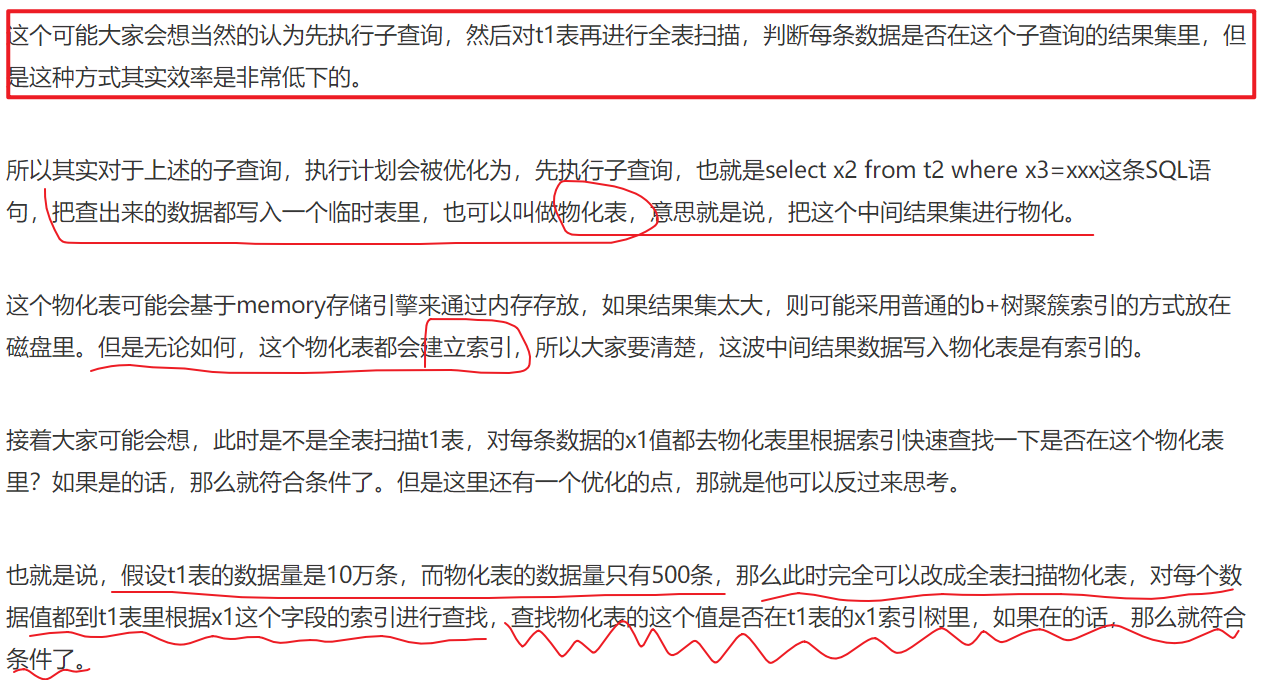 这个可能大家会想当然的认为先执行子查询，然后对t1表再进行全表扫描，判断每条数据是否在这个子查询的结果集里，但
是这种方式其实效率是非常低下的。
所以其实对于上述的子查询，执行计划会被优化为，先执行子查询，也就是select x2 from t2 where x3=xxx这条SQL语
句，把查出来的数据都写入一个临时表里，也可以叫做物化表，意思就是说，把这个中间结果集进行物化。
这个物化表可能会基于memory存储引擎来通过内存存放，如果结果集太大，则可能采用普通的b+树聚簇索引的方式放在
磁盘里。但是无论如何，这个物化表都会建立索引，所以大家要清楚，这波中间结果数据写入物化表是有索引的。
接着大家可能会想，此时是不是全表扫描t1表，对每条数据的x1值都去物化表里根据索引快速查找一下是否在这个物化表
里？如果是的话，那么就符合条件了。但是这里还有一个优化的点，那就是他可以反过来思考。
也就是说，假设t1表的数据量是10万条，而物化表的数据量只有500条，那么此时完全可以改成全表扫描物化表，对每个数
据值都到t1表里根据x1这个字段的索引进行查找，查找物化表的这个值是否在t1表的x1索引树里，如果在的话，那么就符合
条件了。